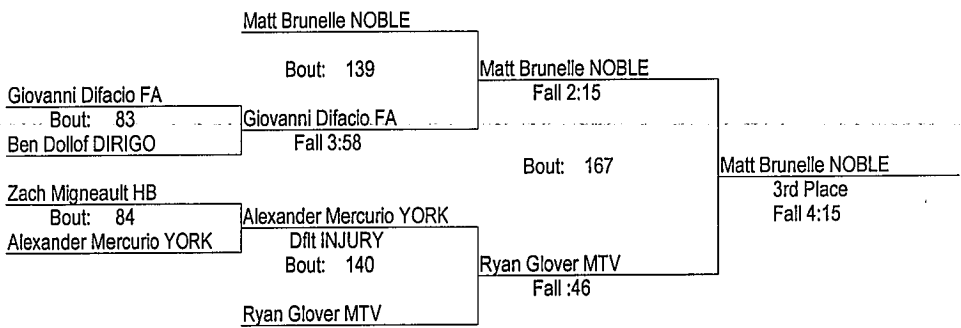 Matt Brunelle NOBLE
Bout: 139
Matt Brunelle NOBLE
Fall 2:15
Giovanni Difacio FA
Bout: 83
Giovanni Difacio FA
Ben Dollof DIRIGO
Fall 3:58
Bout: 167
Matt Brunelle NOBLE
3rd Place
Fall 4:15
Zach Migneault HB
Bout: 84
Alexander Mercurio YORK
Alexander Mercurio YORK
Dflt INJURY
Bout: 140
Ryan Glover MTV
Fall :46
Ryan Glover MTV